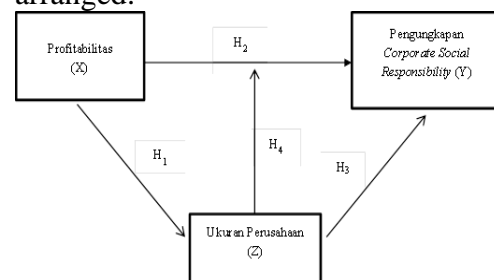 arranged.
Profitabilitas
(X)
H2
Pengungkapan
Corporate Social
Responsibility (Y)
H1
H4
H3
Ukuran Perusahaan
(Z)